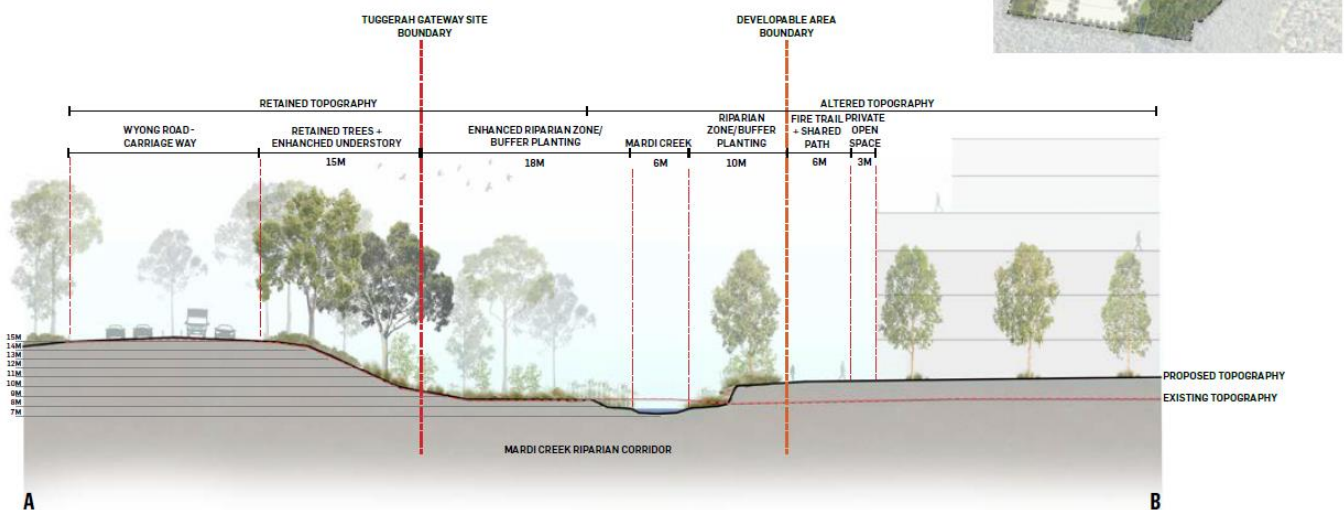 TUGGERAH GATEWAY SITE
BOUNDARY
DEVELOPABLE AREA
BOUNDARY
RETAINED TOPOGRAPHY
ALTERED TOPOGRAPHY
WYONG ROAD-
CARRIAGE WAY
RETAINED TREES +
ENHANCHED UNDERSTORY
15M
ENHANCED RIPARIAN ZONE/
BUFFER PLANTING
18M
MARDI CREEK
6M
RIPARIAN
ZONE/BUFFER
PLANTING
10M
FIRE TRAIL
+ SHARED
PATH
6M
PRIVATE
OPEN
SPACE
3M
15M
14M
13M
12M
11M
10M
9M
8M
7M
PROPOSED TOPOGRAPHY
EXISTING TOPOGRAPHY
MARDI CREEK RIPARIAN CORRIDOR
A
B